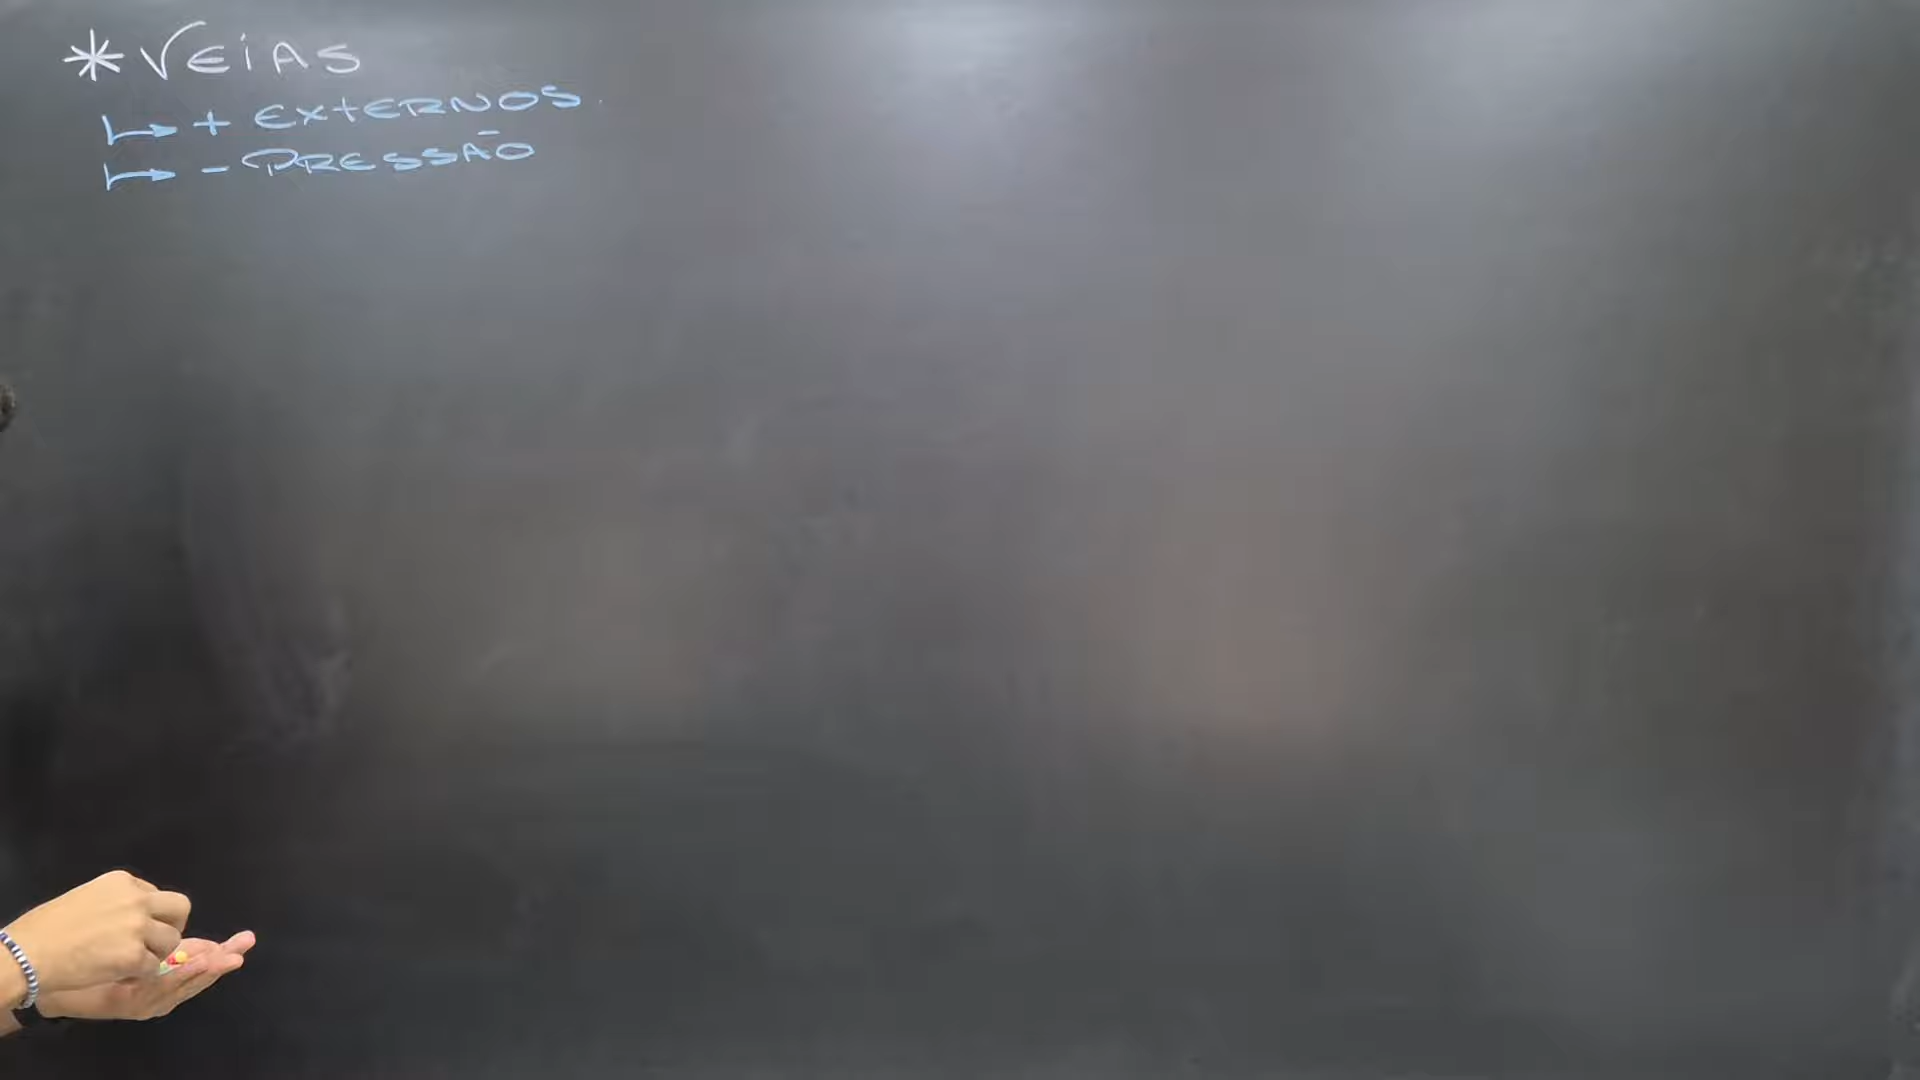 * VEiAS
↳ + EXTERNOS.
↳ - PRESSÃO